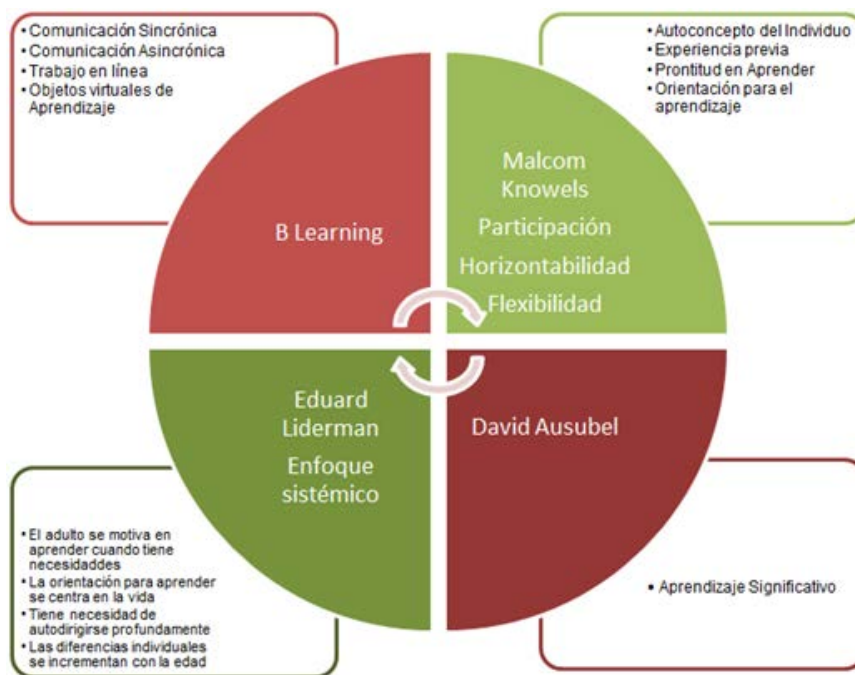 • Comunicación Sincrónica
• Comunicación Asincrónica
• Trabajo en línea
• Objetos virtuales de
Aprendizaje
• Autoconcepto del Individuo
• Experiencia previa
• Prontitud en Aprender
• Orientación para el
aprendizaje
B Learning
Malcom
Knowels
Participación
Horizontabilidad
Flexibilidad
Eduard
Liderman
Enfoque
sistémico
David Ausubel
• El adulto se motiva en
aprender cuando tiene
necesidaddes
• La orientación para aprender
se centra en la vida
• Tiene necesidad de
autodirigirse profundamente
• Las diferencias individuales
se incrementan con la edad
• Aprendizaje Significativo